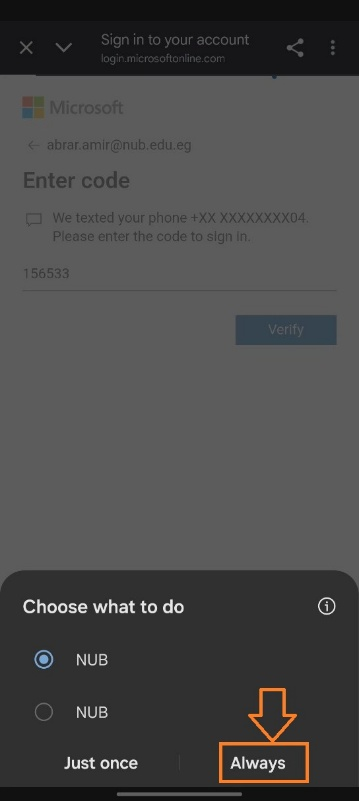 Sign in to your account
login.microsoftonline.com
Microsoft
abrar.amir@nub.edu.eg
Enter code
We texted your phone +XX XXXXXXXX04.
Please enter the code to sign in.
156533
Verify
Choose what to do
NUB
NUB
Just once
Always